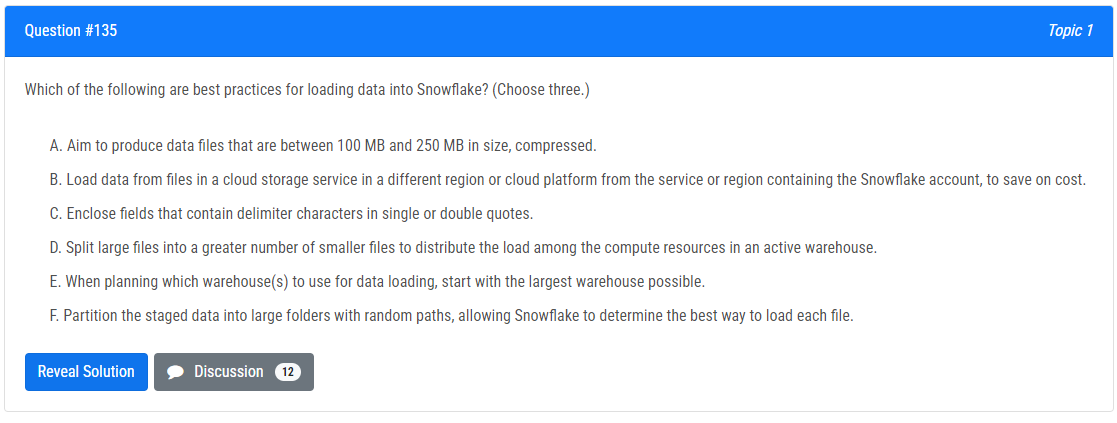 Question #135
Topic 1
Which of the following are best practices for loading data into Snowflake? (Choose three.)
A. Aim to produce data files that are between 100 MB and 250 MB in size, compressed.
B. Load data from files in a cloud storage service in a different region or cloud platform from the service or region containing the Snowflake account, to save on cost.
C. Enclose fields that contain delimiter characters in single or double quotes.
D. Split large files into a greater number of smaller files to distribute the load among the compute resources in an active warehouse.
E. When planning which warehouse(s) to use for data loading, start with the largest warehouse possible.
F. Partition the staged data into large folders with random paths, allowing Snowflake to determine the best way to load each file.
Reveal Solution
Discussion 12